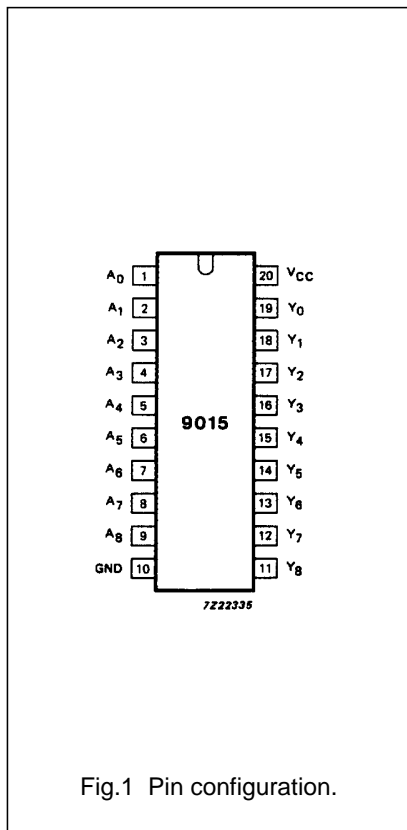 A0 1 20 VCC
A1 2 19 Y0
A2 3 18 Y1
A3 4 17 Y2
A4 5 16 Y3
9015
A5 6 15 Y4
A6 7 14 Y5
A7 8 13 Y6
A8 9 12 Y7
GND 10 11 Y8
7Z22335
Fig.1 Pin configuration.